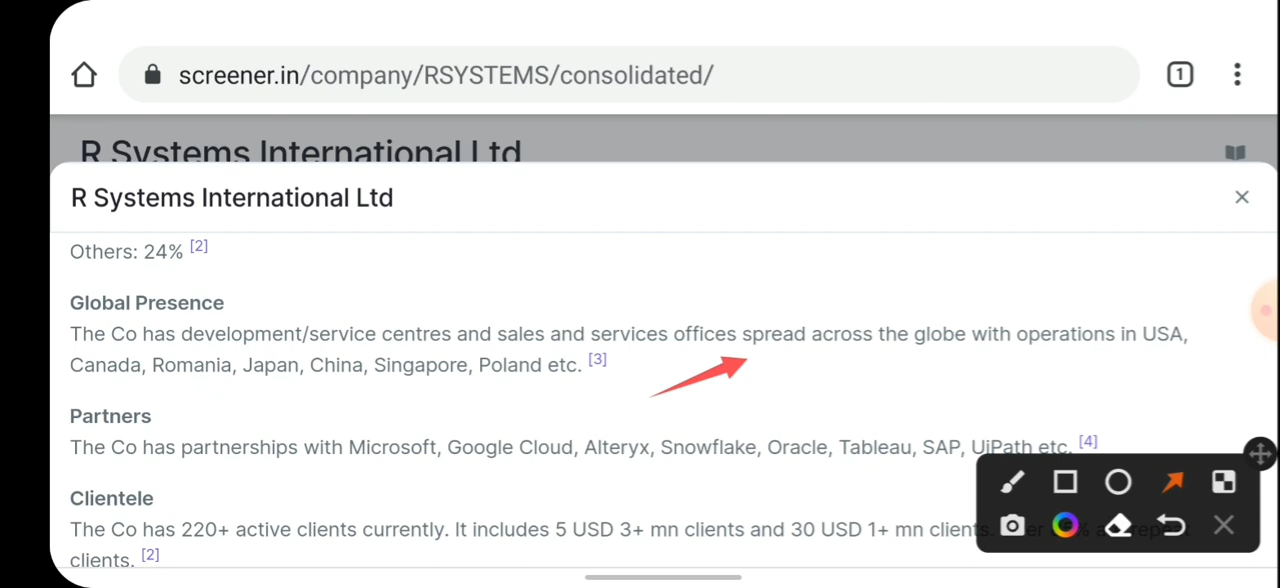 screener.in/company/RSYSTEMS/consolidated/
1
R Systems International Ltd
R Systems International Ltd
Others: 24% [2]
Global Presence
The Co has development/service centres and sales and services offices spread across the globe with operations in USA,
Canada, Romania, Japan, China, Singapore, Poland etc. [3]
Partners
The Co has partnerships with Microsoft, Google Cloud, Alteryx, Snowflake, Oracle, Tableau, SAP, UiPath etc. [4]
Clientele
The Co has 220+ active clients currently. It includes 5 USD 3+ mn clients and 30 USD 1+ mn clients. repeat
clients. [2]